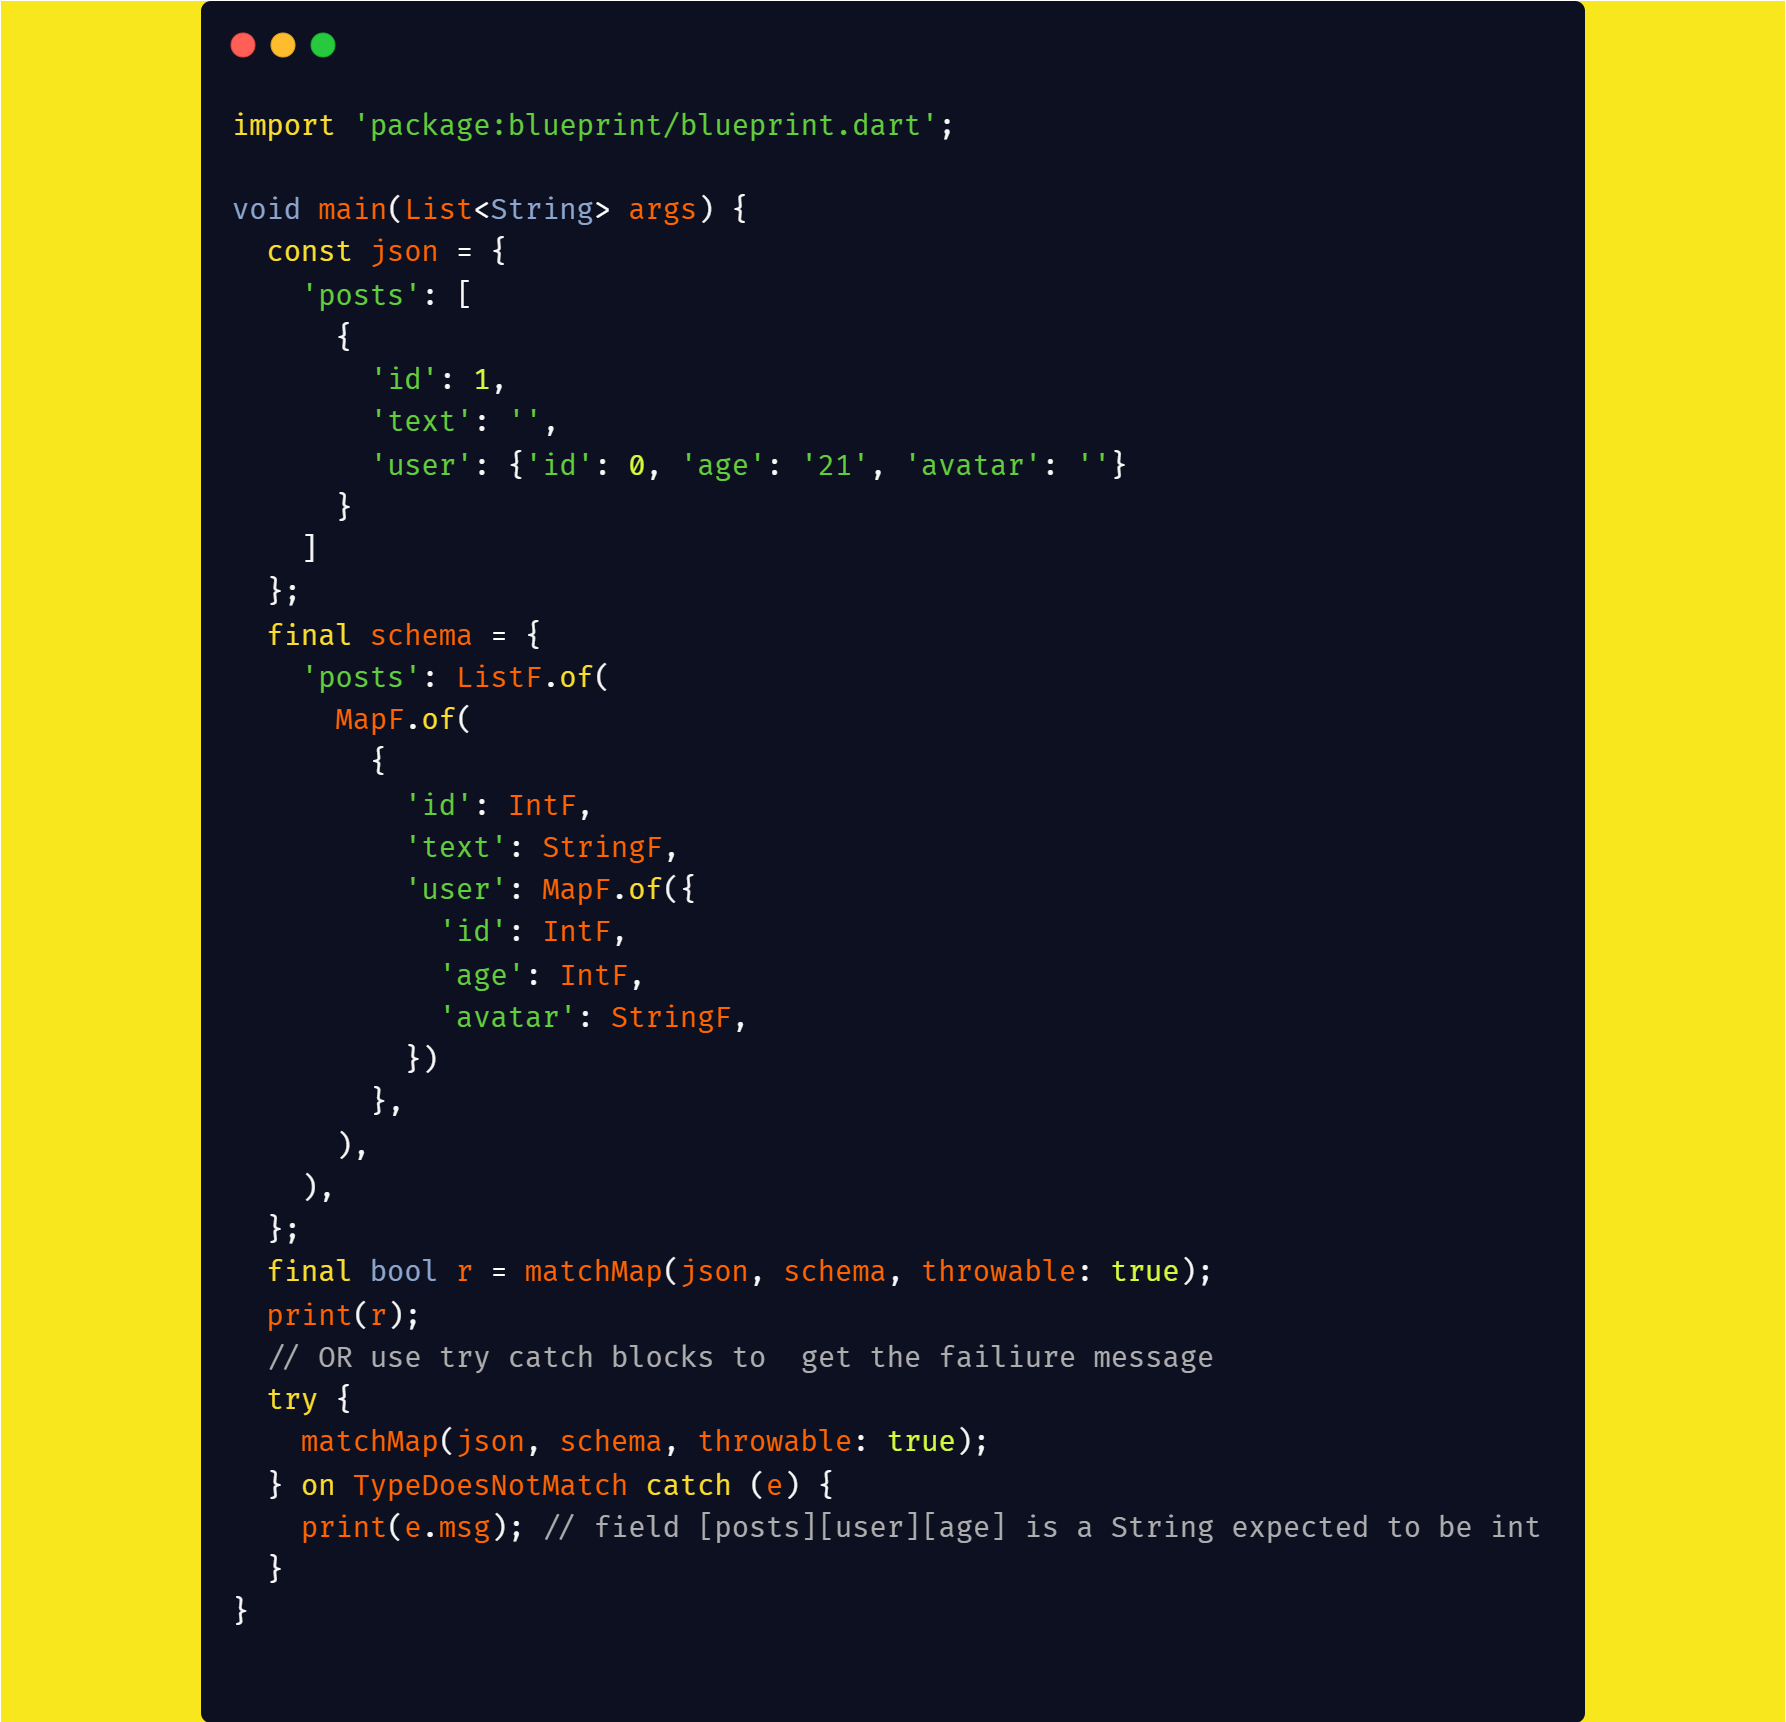 import 'package:blueprint/blueprint.dart';

void main(List<String> args) {
  const json = {
    'posts': [
      {
        'id': 1,
        'text': '',
        'user': {'id': 0, 'age': '21', 'avatar': ''}
      }
    ]
  };
  final schema = {
    'posts': ListF.of(
      MapF.of(
        {
          'id': IntF,
          'text': StringF,
          'user': MapF.of({
            'id': IntF,
            'age': IntF,
            'avatar': StringF,
          })
        },
      ),
    ),
  };
  final bool r = matchMap(json, schema, throwable: true);
  print(r);
  // OR use try catch blocks to  get the failiure message
  try {
    matchMap(json, schema, throwable: true);
  } on TypeDoesNotMatch catch (e) {
    print(e.msg); // field [posts][user][age] is a String expected to be int
  }
}